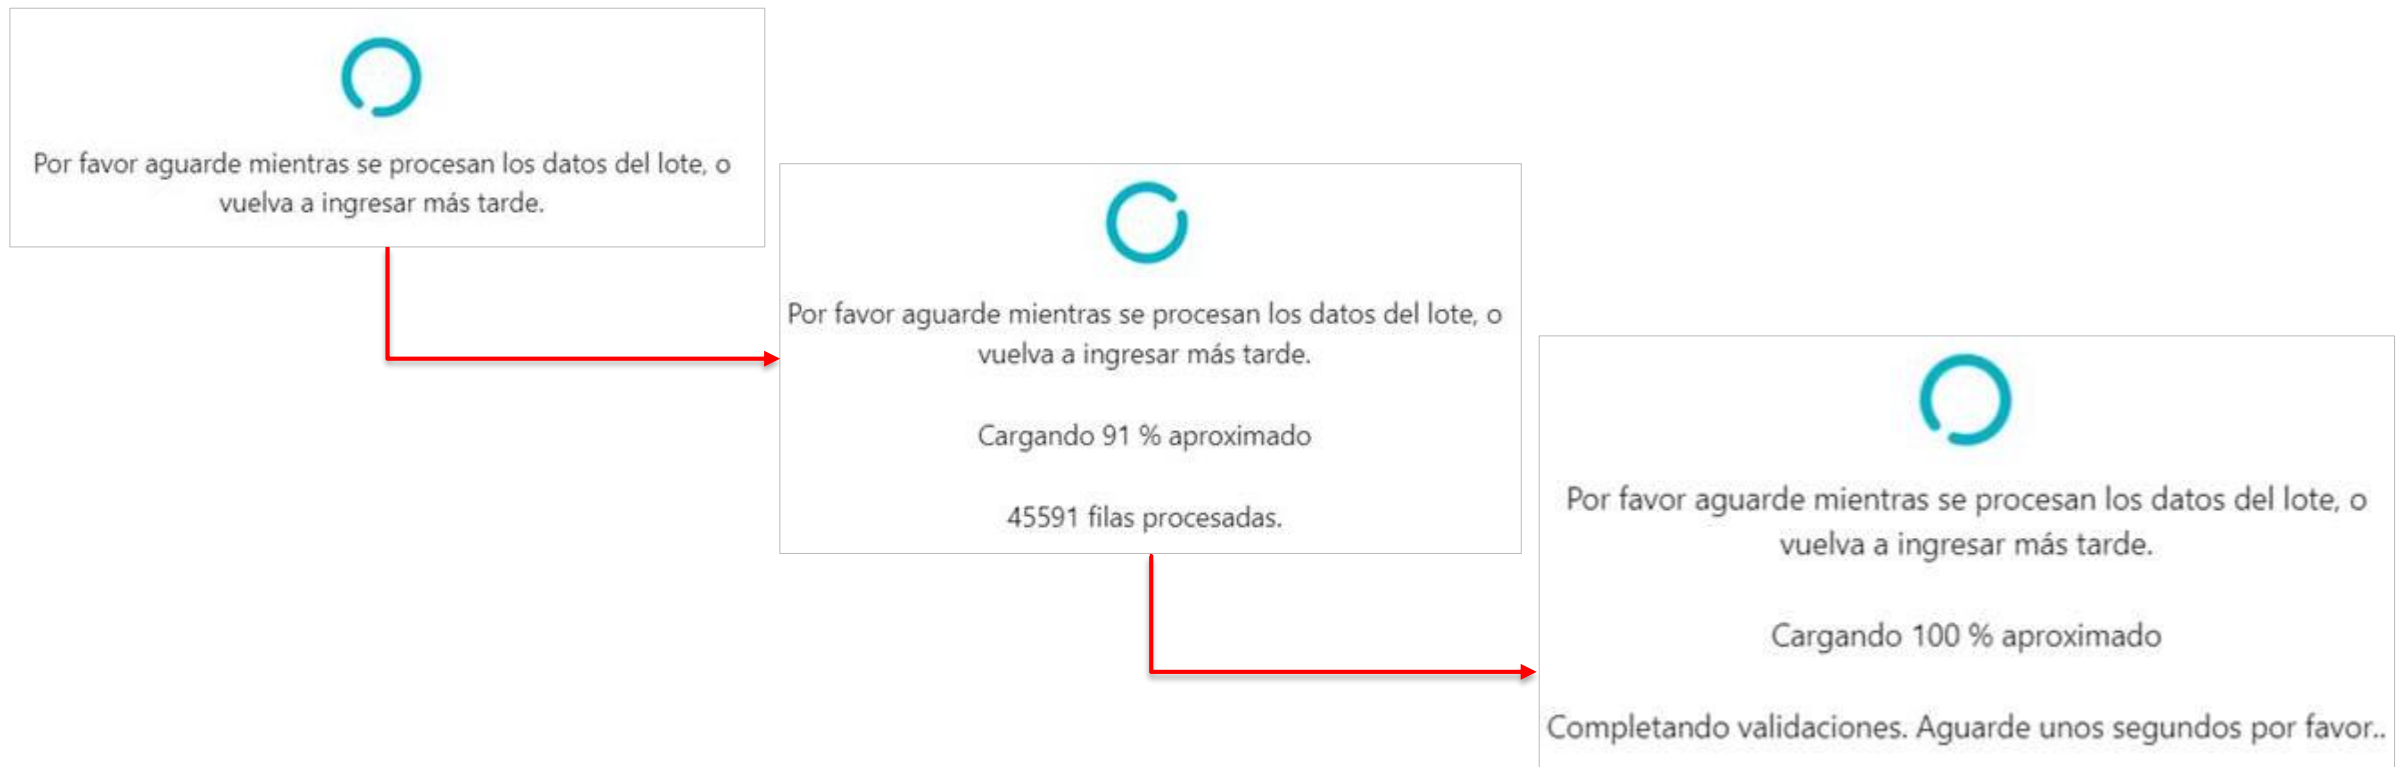 Por favor aguarde mientras se procesan los datos del lote, o
vuelva a ingresar más tarde.
Por favor aguarde mientras se procesan los datos del lote, o
vuelva a ingresar más tarde.
Cargando 91 % aproximado
45591 filas procesadas.
Por favor aguarde mientras se procesan los datos del lote, o
vuelva a ingresar más tarde.
Cargando 100 % aproximado
Completando validaciones. Aguarde unos segundos por favor..